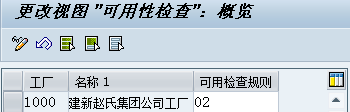 更改视图 "可用性检查": 概览
工厂 名称 1 可用检查规则
1000 建新赵氏集团公司工厂 02